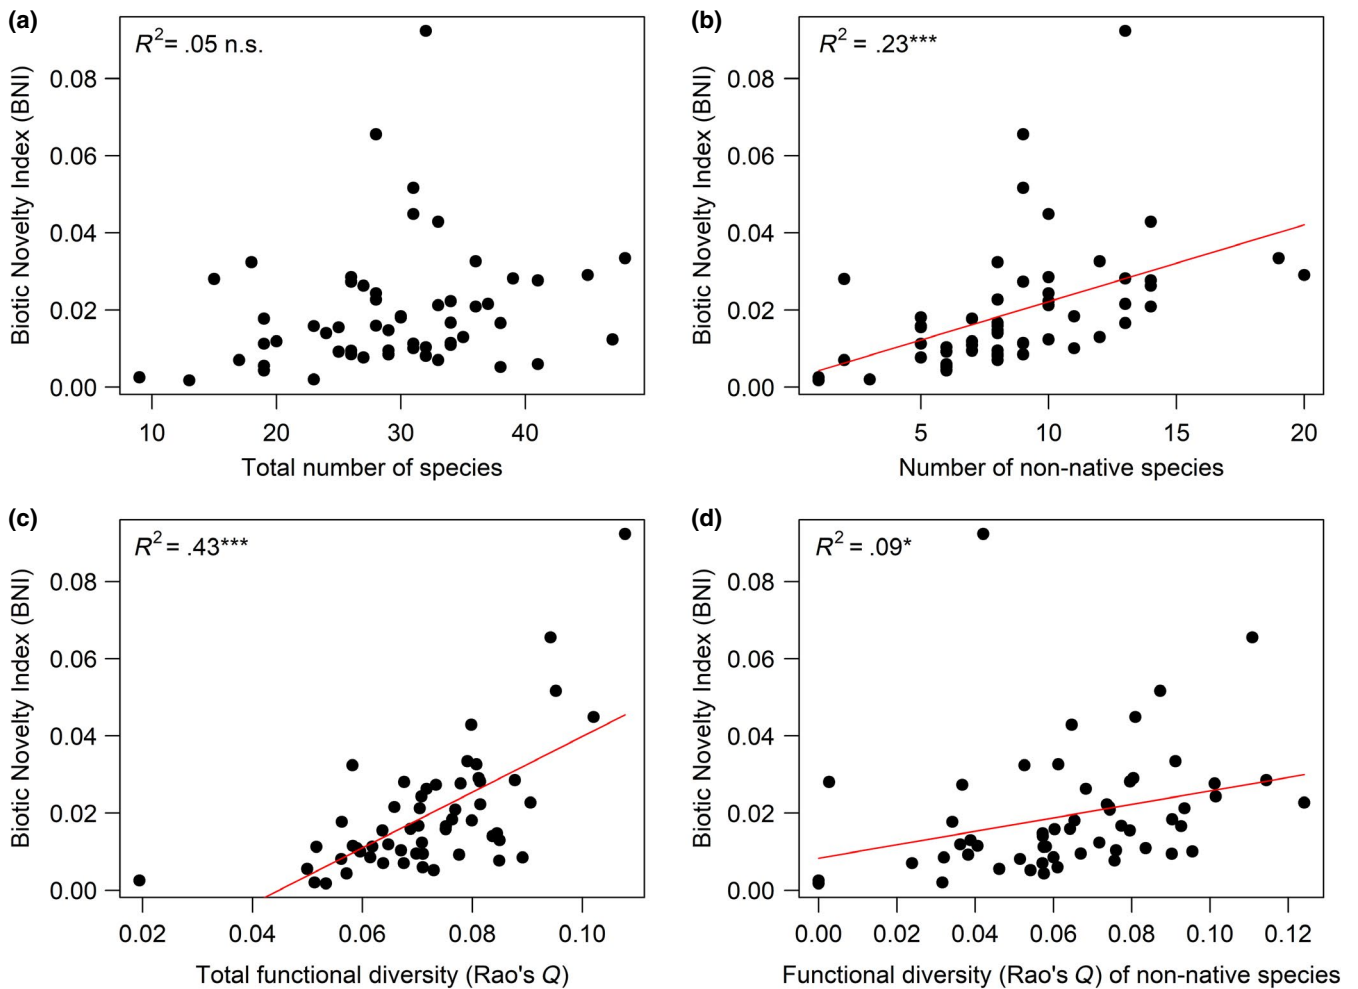 (a)
R2= .05 n.s.
Biotic Novelty Index (BNI)
0.08
0.06
0.04
0.02
0.00
10 20 30 40
Total number of species
(b)
R2 = .23***
Biotic Novelty Index (BNI)
0.08
0.06
0.04
0.02
0.00
5 10 15 20
Number of non-native species
(c)
R2 = .43***
Biotic Novelty Index (BNI)
0.08
0.06
0.04
0.02
0.00
0.02 0.04 0.06 0.08 0.10
Total functional diversity (Rao's Q)
(d)
R2 = .09*
Biotic Novelty Index (BNI)
0.08
0.06
0.04
0.02
0.00
0.00 0.02 0.04 0.06 0.08 0.10 0.12
Functional diversity (Rao's Q) of non-native species